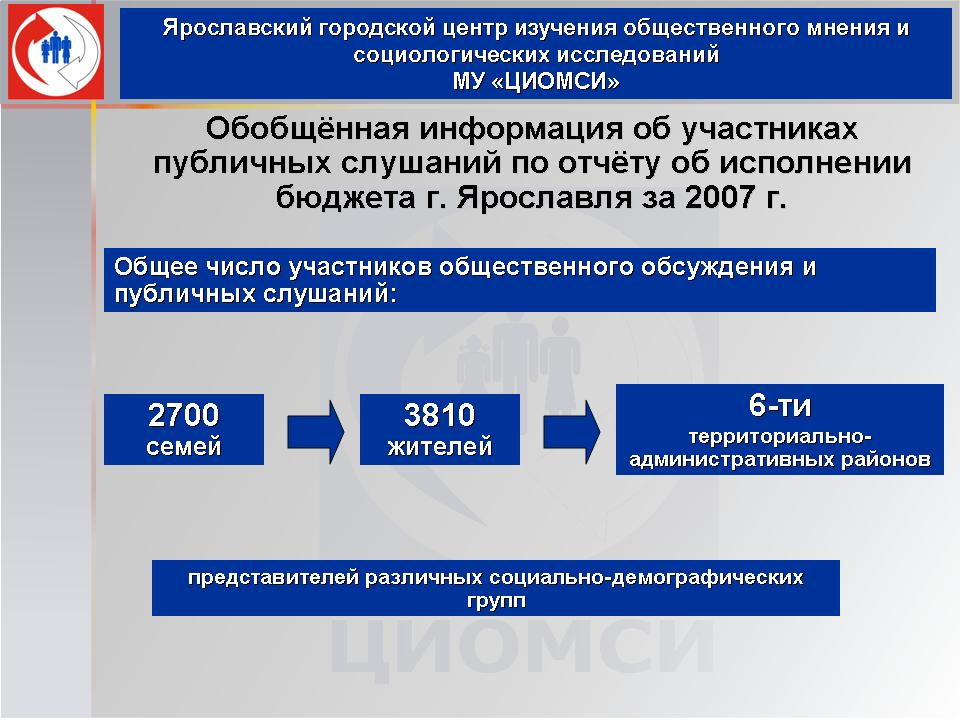 Ярославский городской центр изучения общественного мнения и
социологических исследований
МУ «ЦИОМСИ»
Обобщённая информация об участниках
публичных слушаний по отчёту об исполнении
бюджета г. Ярославля за 2007 г.
Общее число участников общественного обсуждения и
публичных слушаний:
2700
семей
3810
жителей
6-ти
территориально-
административных районов
представителей различных социально-демографических
групп
ЦИОМСИ